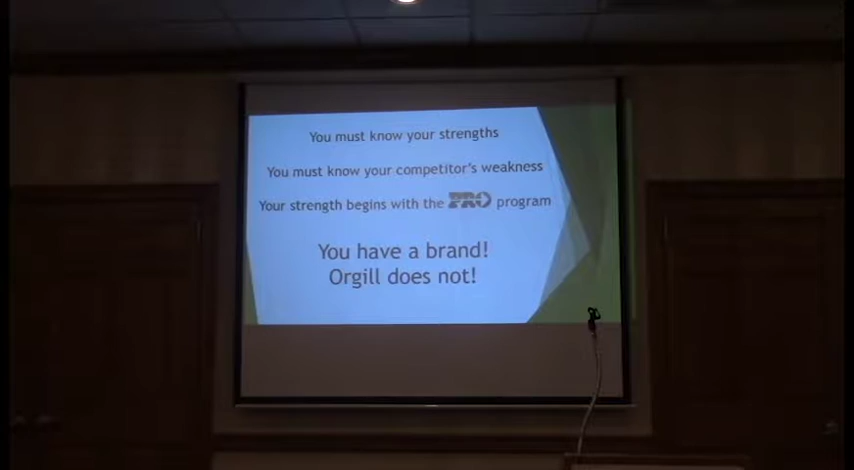 You must know your strengths
You must know your competitor's weakness
Your strength begins with the PRO program
You have a brand!
Orgill does not!